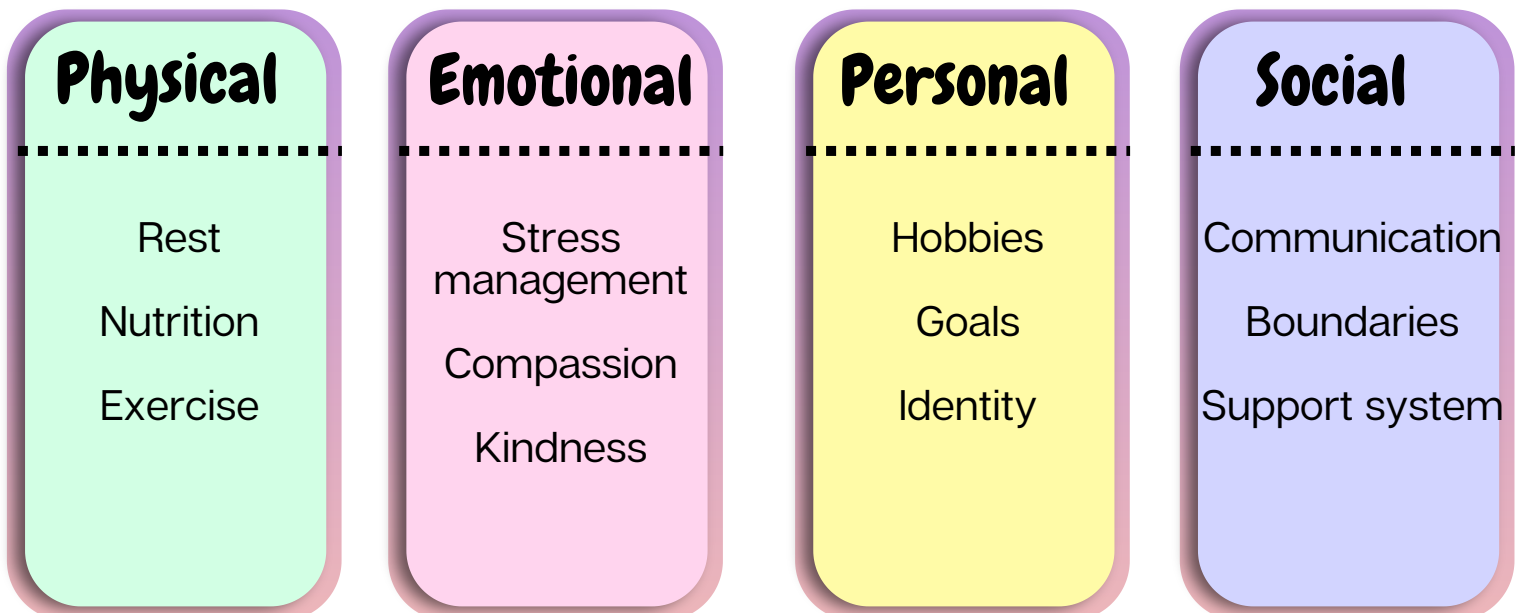 Physical
Rest
Nutrition
Exercise
Emotional
Stress
management
Compassion
Kindness
Personal
Hobbies
Goals
Identity
Social
Communication
Boundaries
Support system